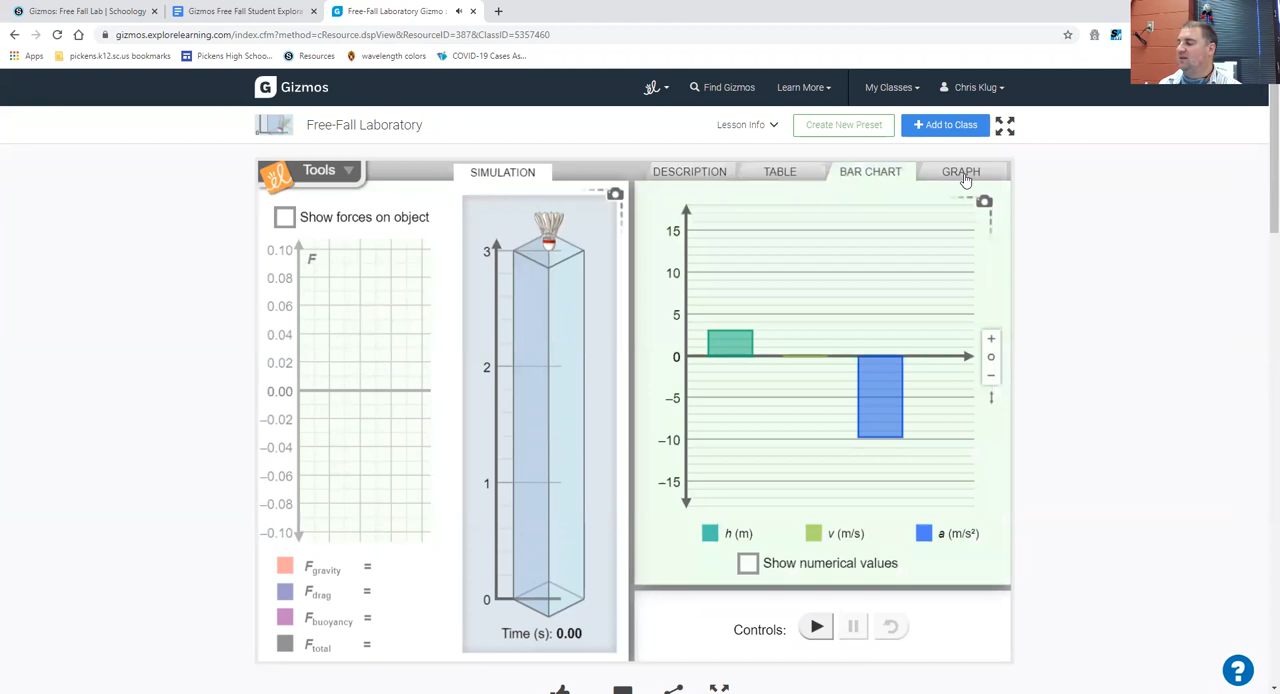 Gizmos: Free Fall Lab | Schoology
Gizmos Free Fall Student Explora
Free-Fall Laboratory Gizmo :
gizmos.explorelearning.com/index.cfm?method=cResource.dspView&ResourceID=387&ClassID=5357460
Apps
pickens.k12.sc.us bookmarks
Pickens High Schoo...
Resources
wavelength colors
COVID-19 Cases As...
G Gizmos
Find Gizmos
Learn More
My Classes
Chris Klug
Free-Fall Laboratory
Lesson Info
Create New Preset
+ Add to Class
Tools
SIMULATION
DESCRIPTION
TABLE
BAR CHART
GRAPH
Show forces on object
F
0.10
0.08
0.06
0.04
0.02
0.00
–0.02
–0.04
–0.06
–0.08
–0.10
Fgravity =
Fdrag =
Fbuoyancy =
Ftotal =
3
2
1
0
Time (s): 0.00
15
10
5
0
–5
–10
–15
h (m)
v (m/s)
a (m/s²)
Show numerical values
Controls:
?